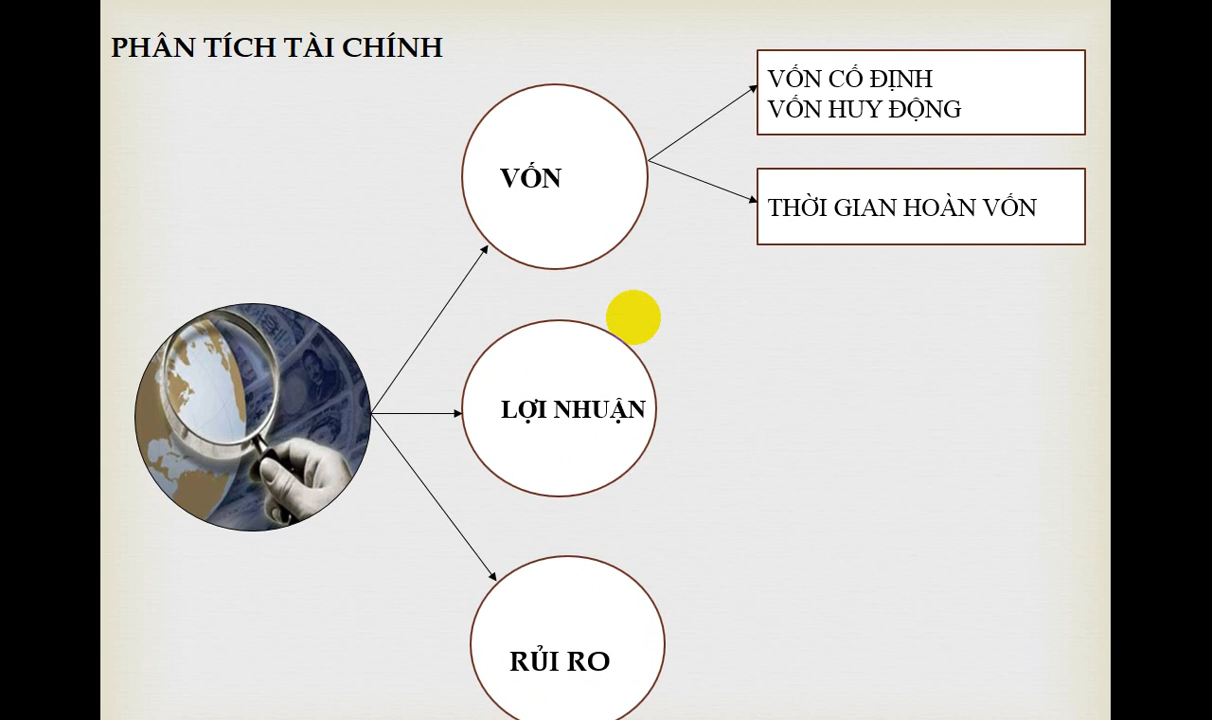 PHÂN TÍCH TÀI CHÍNH
VỐN
VỐN CỐ ĐỊNH
VỐN HUY ĐỘNG
THỜI GIAN HOÀN VỐN
LỢI NHUẬN
RỦI RO